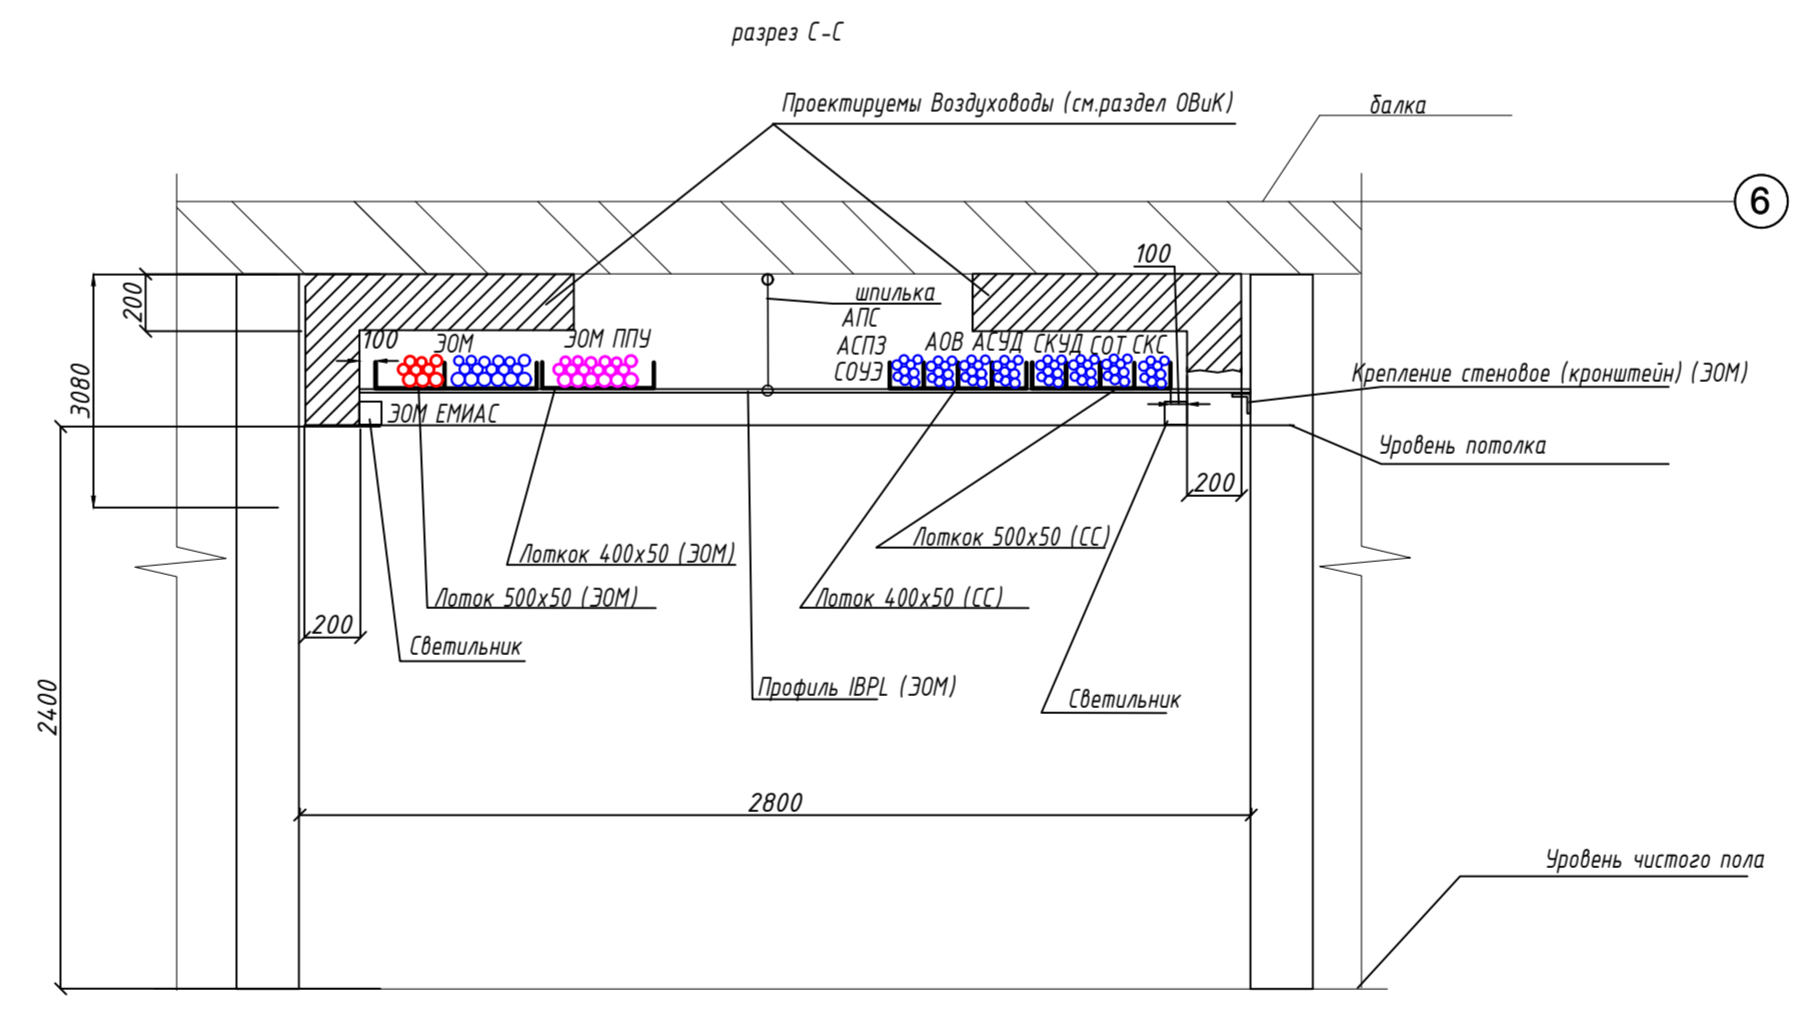 разрез С-С
Проектируемы Воздуховоды (см.раздел ОВиК)
балка
6
100
200
шпилька
АПС
АСПЗ
СОУЭ
100
ЭОМ
ЭОМ ППУ
АОВ
АСУД
СКУД
СОТ
СКС
3080
Крепление стеновое (кронштейн) (ЭОМ)
ЭОМ ЕМИАС
Уровень потолка
200
Лоткок 500х50 (СС)
Лоткок 400х50 (ЭОМ)
Лоток 500х50 (ЭОМ)
Лоток 400х50 (СС)
200
Светильник
Профиль IBPL (ЭОМ)
Светильник
2400
2800
Уровень чистого пола